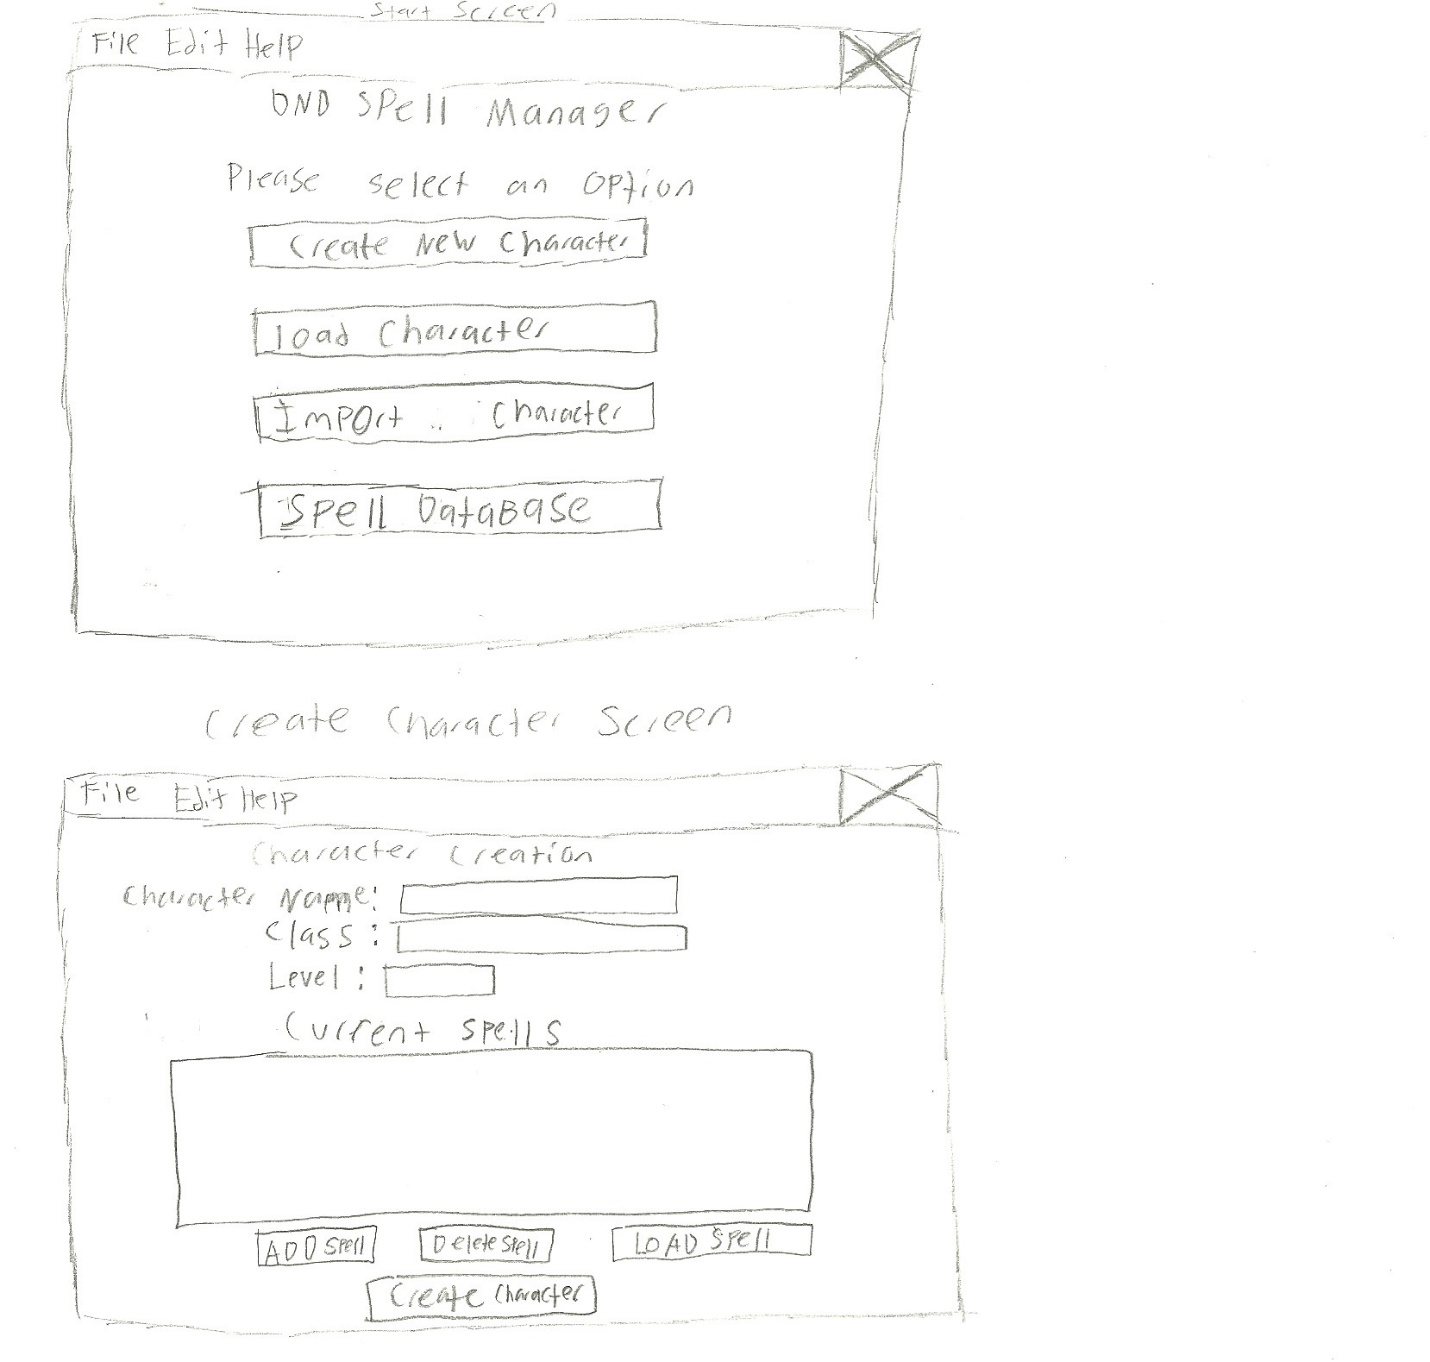 Start Screen
File Edit Help
DND SPell Manager
Please select an Option
Create New Character
load Character
ImPort .. Character
SPell DataBASE
Create Character Screen
File Edit Help
Character Creation
Character Name:
Class :
Level :
Current SPells
ADD SPell Delete SPell LOAD SPell
Create Character